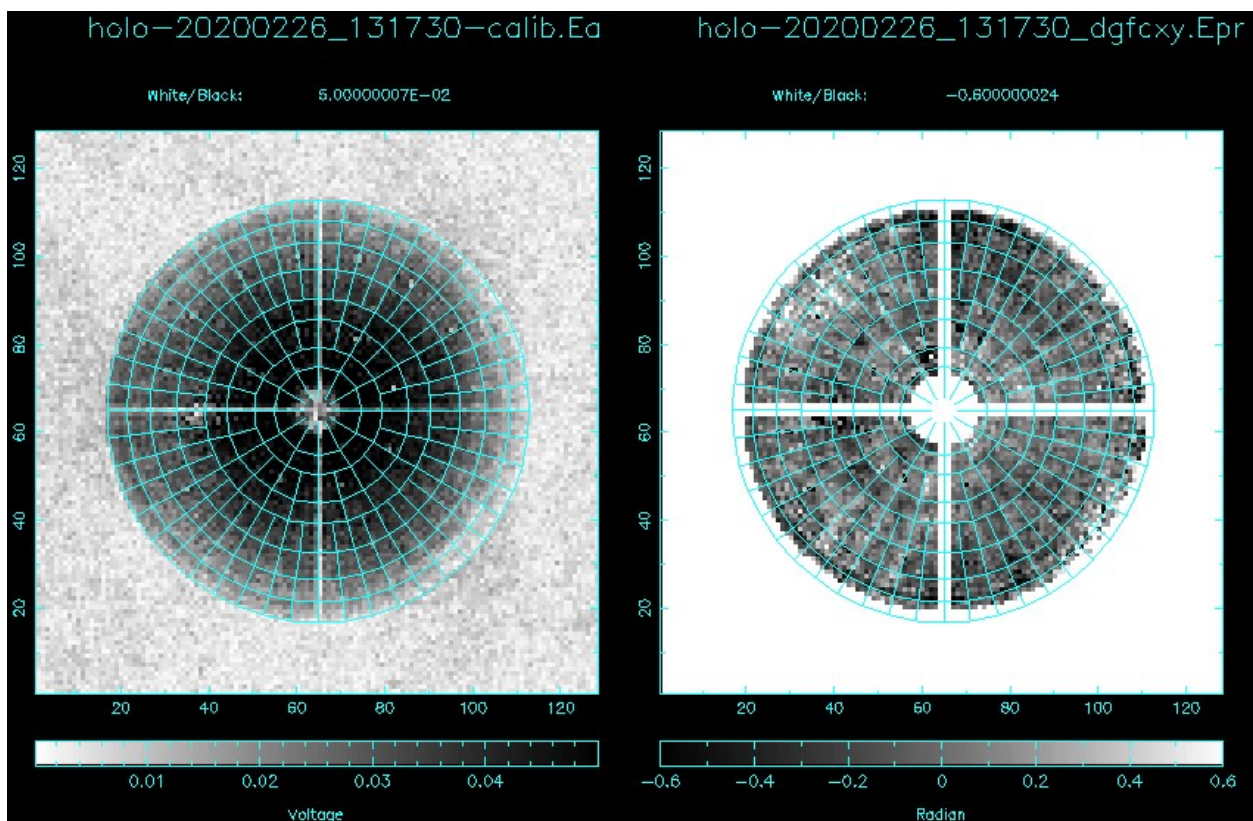 holo-20200226_131730-calib.Ea
White/Black: 5.00000007E-02
120
100
80
60
40
20
20 40 60 80 100 120
0.01 0.02 0.03 0.04
Voltage
holo-20200226_131730_dgfcxy.Epr
White/Black: -0.600000024
120
100
80
60
40
20
20 40 60 80 100 120
-0.6 -0.4 -0.2 0 0.2 0.4 0.6
Radian